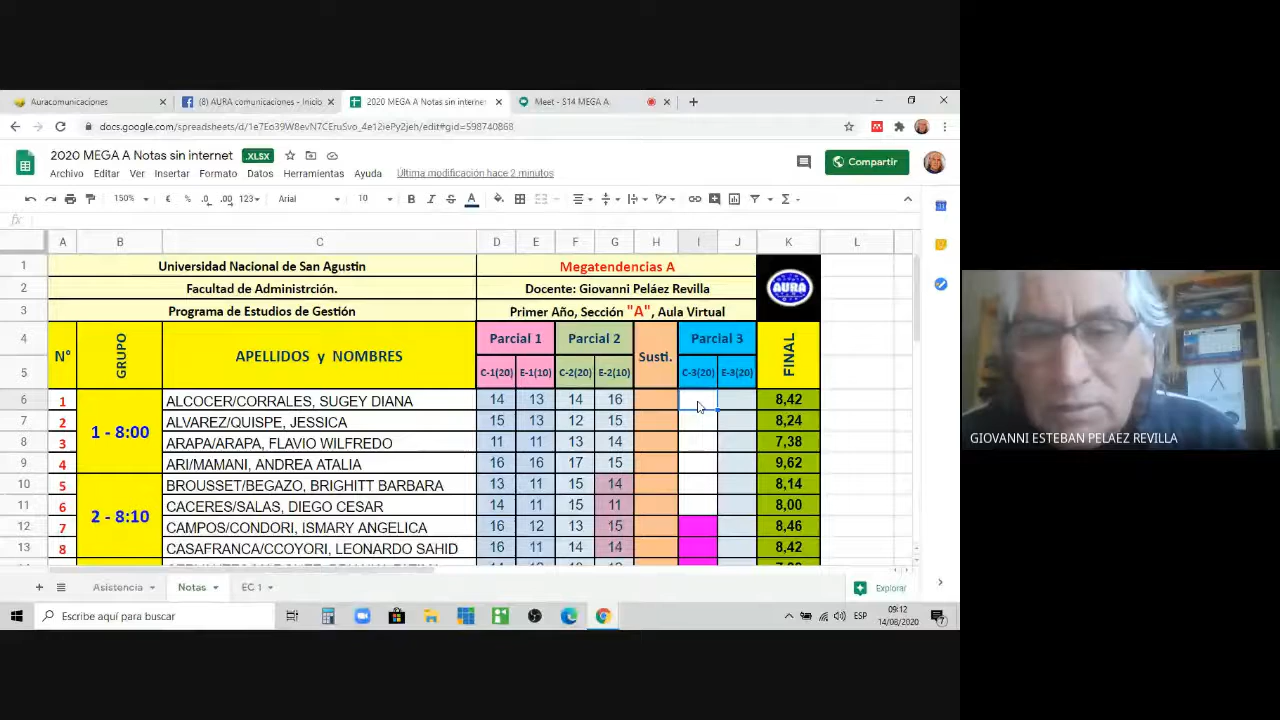 Auracomunicaciones
(8) AURA comunicaciones - Inicio
2020 MEGA A Notas sin internet
Meet - S14 MEGA A
2020 MEGA A Notas sin internet .XLSX
Archivo Editar Ver Insertar Formato Datos Herramientas Ayuda Última modificación hace 2 minutos
Compartir
150% € % .0 .00 123 Arial 10 B I S A
fx
A B C D E F G H I J K L
1 Universidad Nacional de San Agustin Megatendencias A
2 Facultad de Administrción. Docente: Giovanni Peláez Revilla
3 Programa de Estudios de Gestión Primer Año, Sección "A", Aula Virtual
AURA
4 Parcial 1 Parcial 2 Parcial 3
N° GRUPO APELLIDOS y NOMBRES Susti. FINAL
5 C-1(20) E-1(10) C-2(20) E-2(10) C-3(20) E-3(20)
6 1 ALCOCER/CORRALES, SUGEY DIANA 14 13 14 16 8,42
7 2 ALVAREZ/QUISPE, JESSICA 15 13 12 15 8,24
1 - 8:00
8 3 ARAPA/ARAPA, FLAVIO WILFREDO 11 11 13 14 7,38
9 4 ARI/MAMANI, ANDREA ATALIA 16 16 17 15 9,62
10 5 BROUSSET/BEGAZO, BRIGHITT BARBARA 13 11 15 14 8,14
11 6 CACERES/SALAS, DIEGO CESAR 14 11 15 11 8,00
2 - 8:10
12 7 CAMPOS/CONDORI, ISMARY ANGELICA 16 12 13 15 8,46
13 8 CASAFRANCA/CCOYORI, LEONARDO SAHID 16 11 14 14 8,42
Asistencia Notas EC 1
Explorar
Escribe aquí para buscar
ESP
09:12
14/08/2020
GIOVANNI ESTEBAN PELAEZ REVILLA